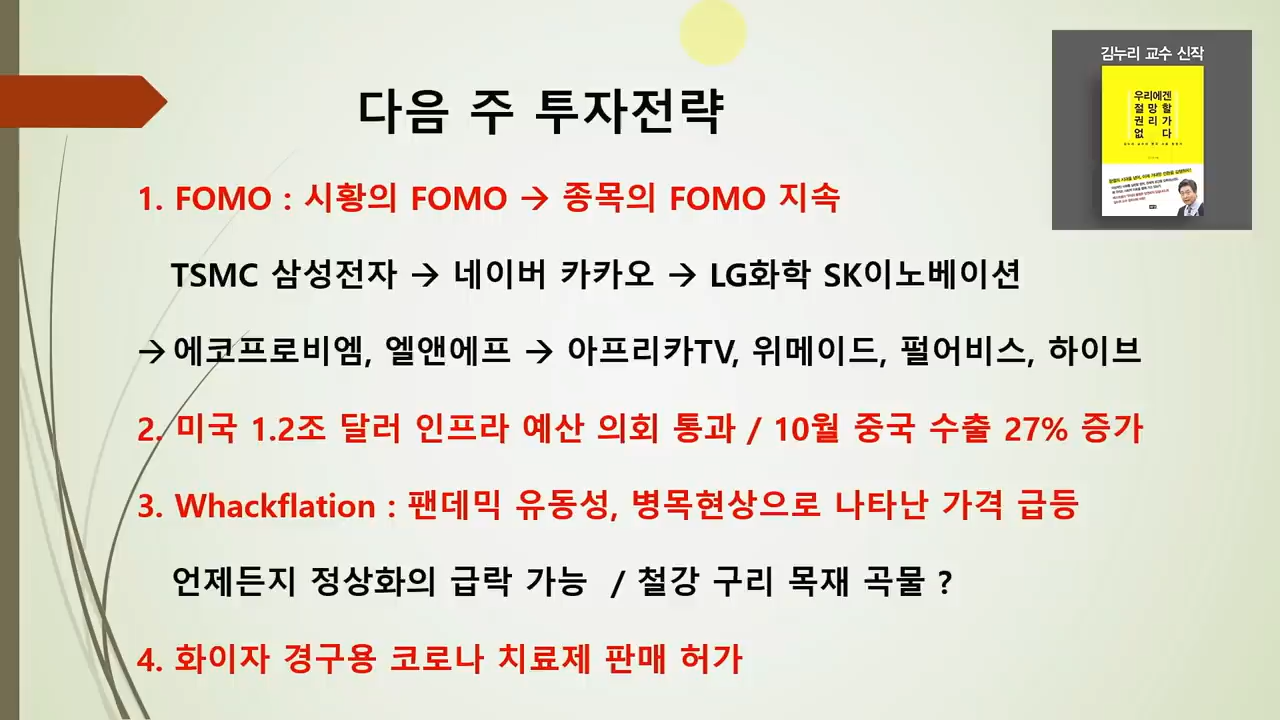 다음 주 투자전략
김누리 교수 신작
우리에겐
절망할
권리가
없다
1. FOMO : 시황의 FOMO → 종목의 FOMO 지속
TSMC 삼성전자 → 네이버 카카오 → LG화학 SK이노베이션
→ 에코프로비엠, 엘앤에프 → 아프리카TV, 위메이드, 펄어비스, 하이브
2. 미국 1.2조 달러 인프라 예산 의회 통과 / 10월 중국 수출 27% 증가
3. Whackflation : 팬데믹 유동성, 병목현상으로 나타난 가격 급등
언제든지 정상화의 급락 가능 / 철강 구리 목재 곡물 ?
4. 화이자 경구용 코로나 치료제 판매 허가